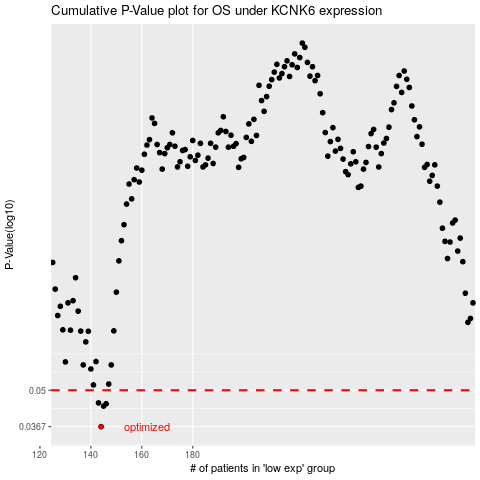 Cumulative P-Value plot for OS under KCNK6 expression
P-Value(log10)
0.05
0.0367
optimized
120 140 160 180
# of patients in 'low exp' group